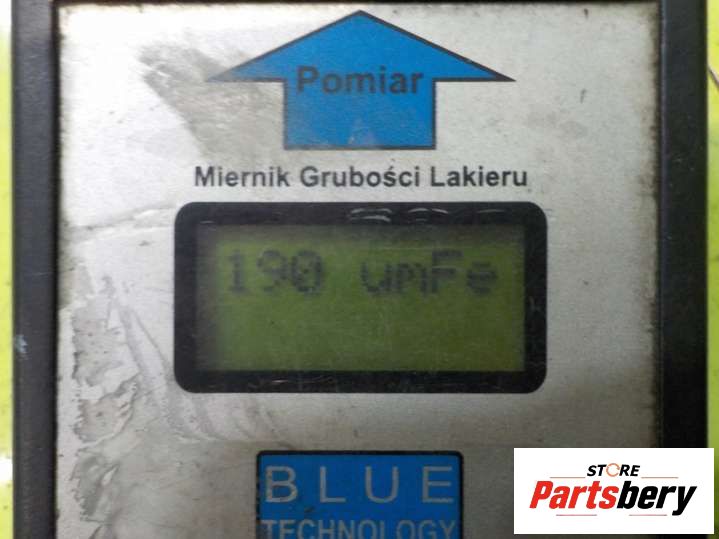 Pomiar
Miernik Grubości Lakieru
190 umFe
BLUE
TECHNOLOGY
STORE
Partsbery